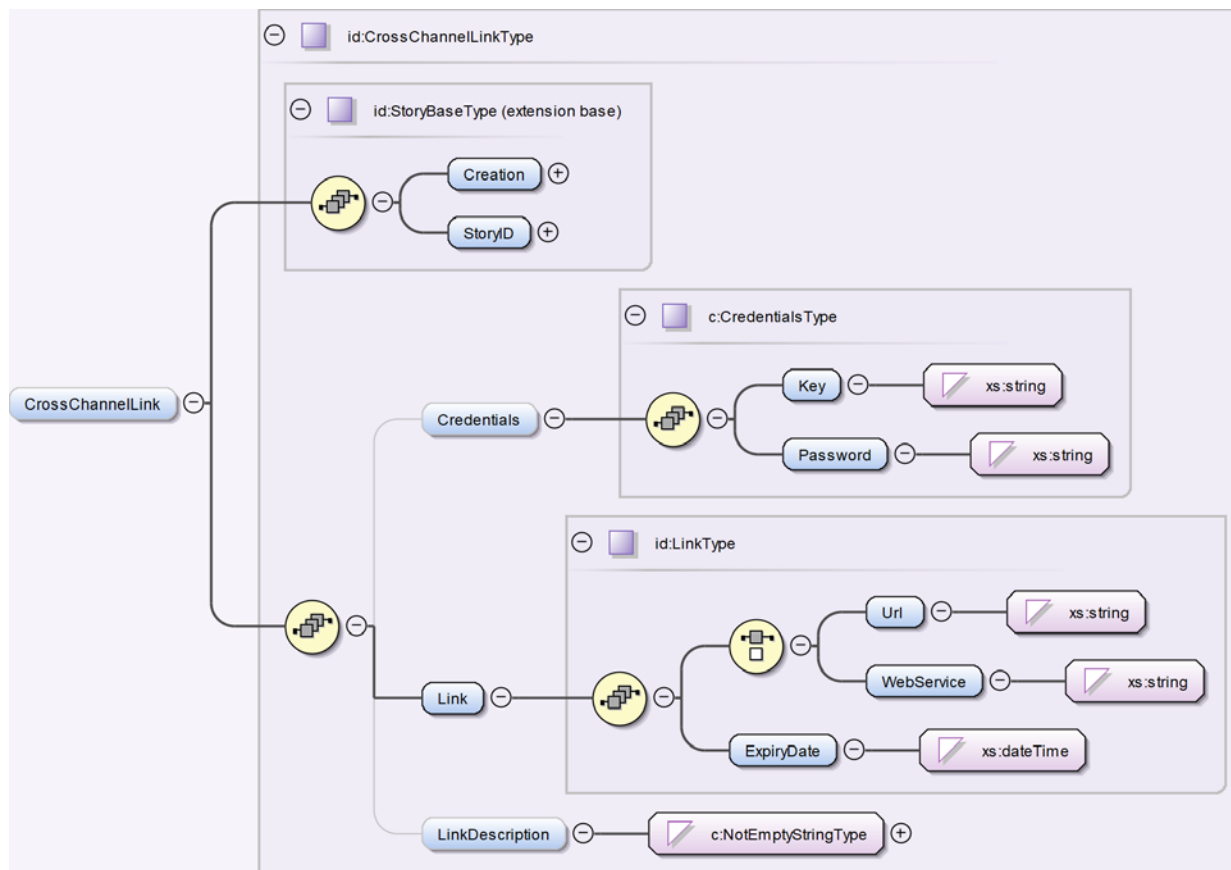 id:CrossChannelLinkType
id:StoryBaseType (extension base)
Creation
StoryID
c:CredentialsType
Key
xs:string
CrossChannelLink
Credentials
Password
xs:string
id:LinkType
Url
xs:string
WebService
xs:string
Link
ExpiryDate
xs:dateTime
LinkDescription
c:NotEmptyStringType